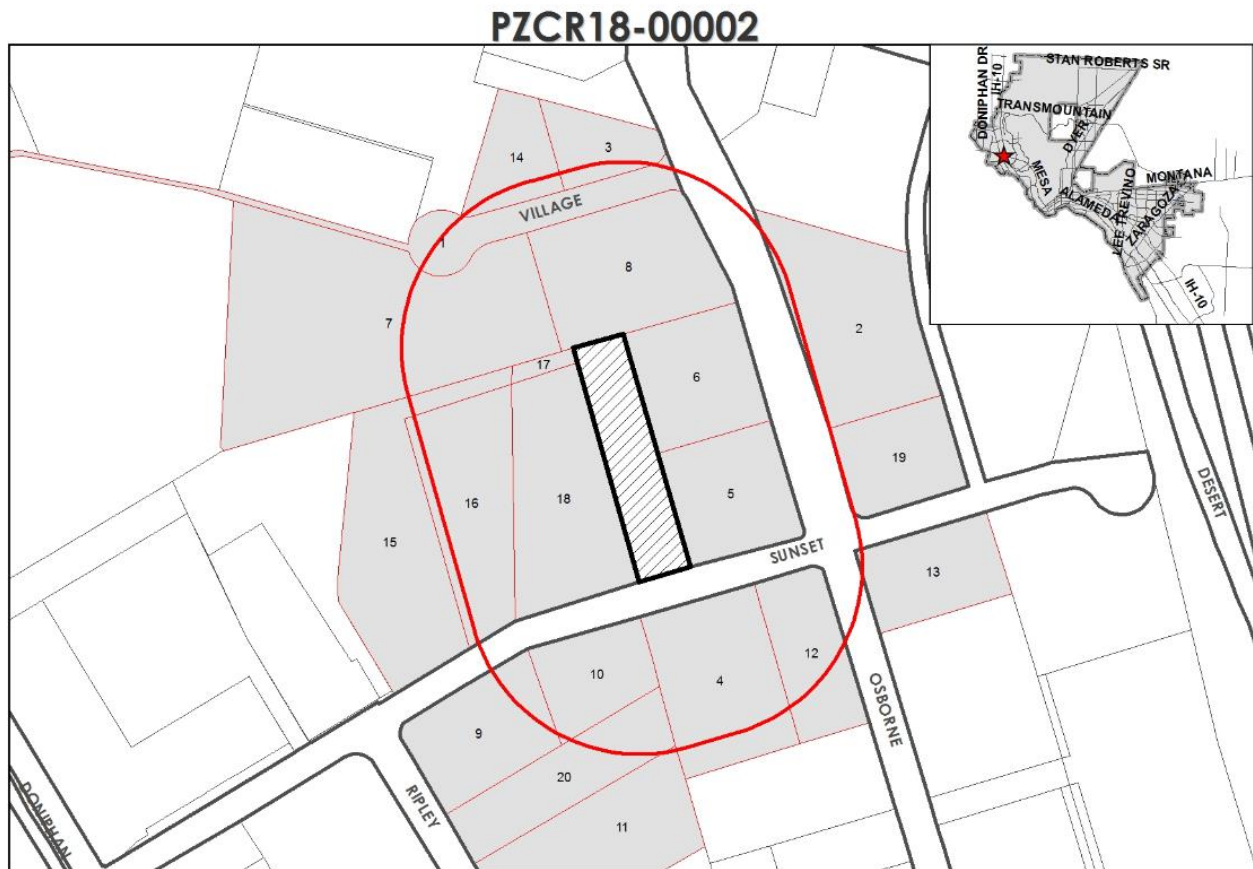 PZCR18-00002
STAN ROBERTS SR
DONIPHAN DR
IH-10
TRANSMOUNTAIN
DYER
MESA
MONTANA
ALAMEDA
LEE TREVINO
ZARAGOZA
IH-10
14
3
VILLAGE
1
8
7
2
17
6
19
16
18
5
15
SUNSET
DESERT
13
10
4
12
9
OSBORNE
20
RIPLEY
DONIPHAN
11